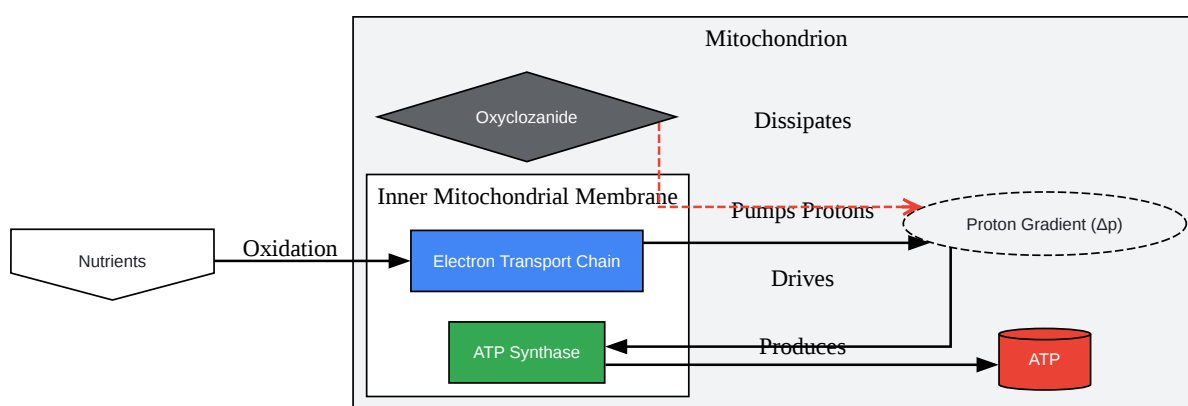 Mitochondrion
Oxyclozanide
Dissipates
Inner Mitochondrial Membrane
Pumps Protons
Proton Gradient (Δp)
Nutrients
Oxidation
Electron Transport Chain
Drives
ATP Synthase
Produces
ATP